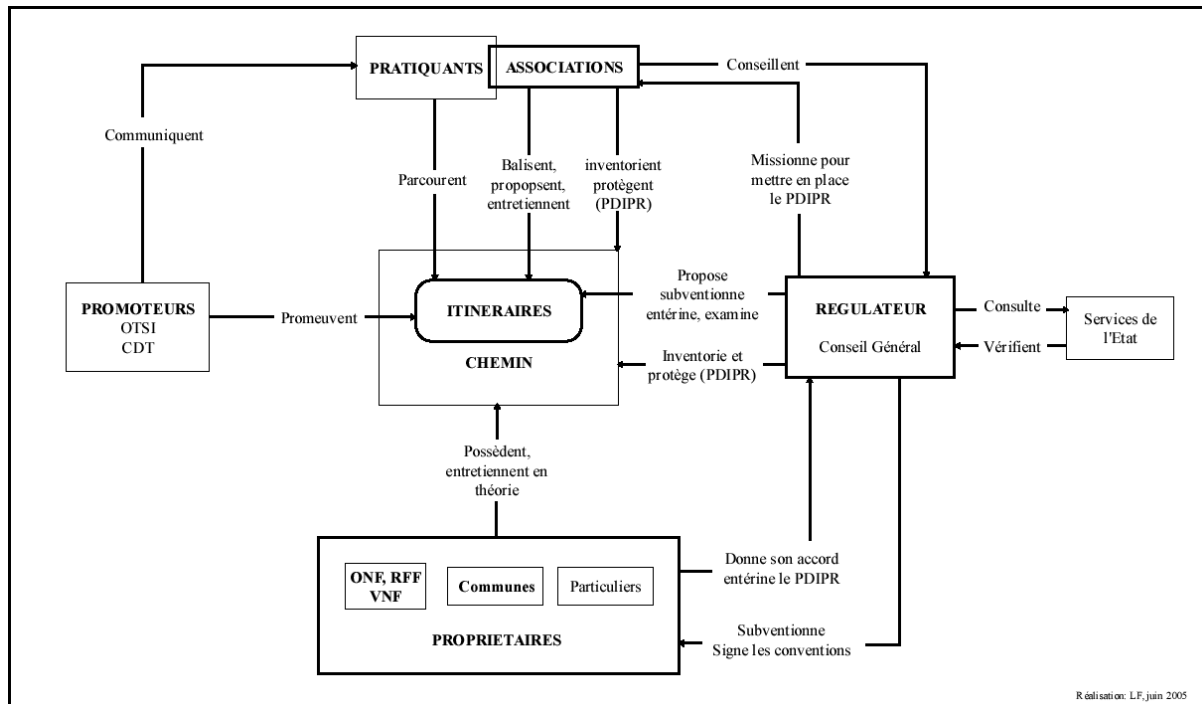 PRATIQUANTS
ASSOCIATIONS
Conseillent
Communiquent
Parcourent
Balisent,
propopsent,
entretiennent
inventorient
protègent
(PDIPR)
Missionne pour
mettre en place
le PDIPR
PROMOTEURS
OTSI
CDT
Promeuvent
ITINERAIRES
CHEMIN
Propose
subventionne
entérine, examine
Inventorie et
protège (PDIPR)
REGULATEUR
Conseil Général
Consulte
Vérifient
Services de
l'Etat
Possèdent,
entretiennent en
théorie
ONF, RFF
VNF
Communes
Particuliers
PROPRIETAIRES
Donne son accord
entérine le PDIPR
Subventionne
Signe les conventions
Réalisation: LF, juin 2005